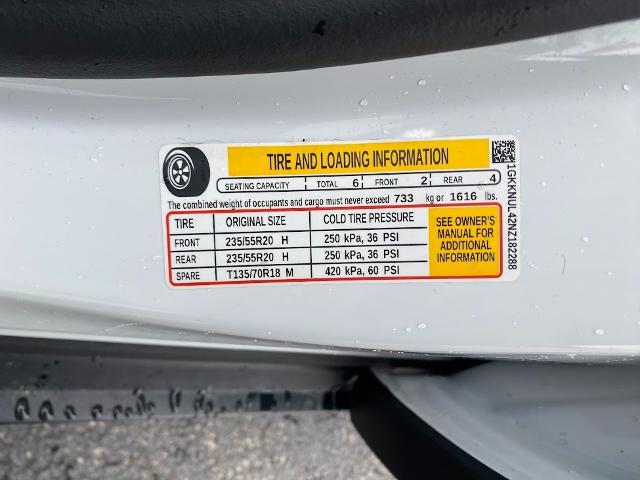 TIRE AND LOADING INFORMATION
SEATING CAPACITY TOTAL 6 FRONT 2 REAR 4
The combined weight of occupants and cargo must never exceed 733 kg or 1616 lbs.
TIRE ORIGINAL SIZE COLD TIRE PRESSURE
FRONT 235/55R20 H 250 kPa, 36 PSI
REAR 235/55R20 H 250 kPa, 36 PSI
SPARE T135/70R18 M 420 kPa, 60 PSI
SEE OWNER'S
MANUAL FOR
ADDITIONAL
INFORMATION
1GKKNUL42NZ182288